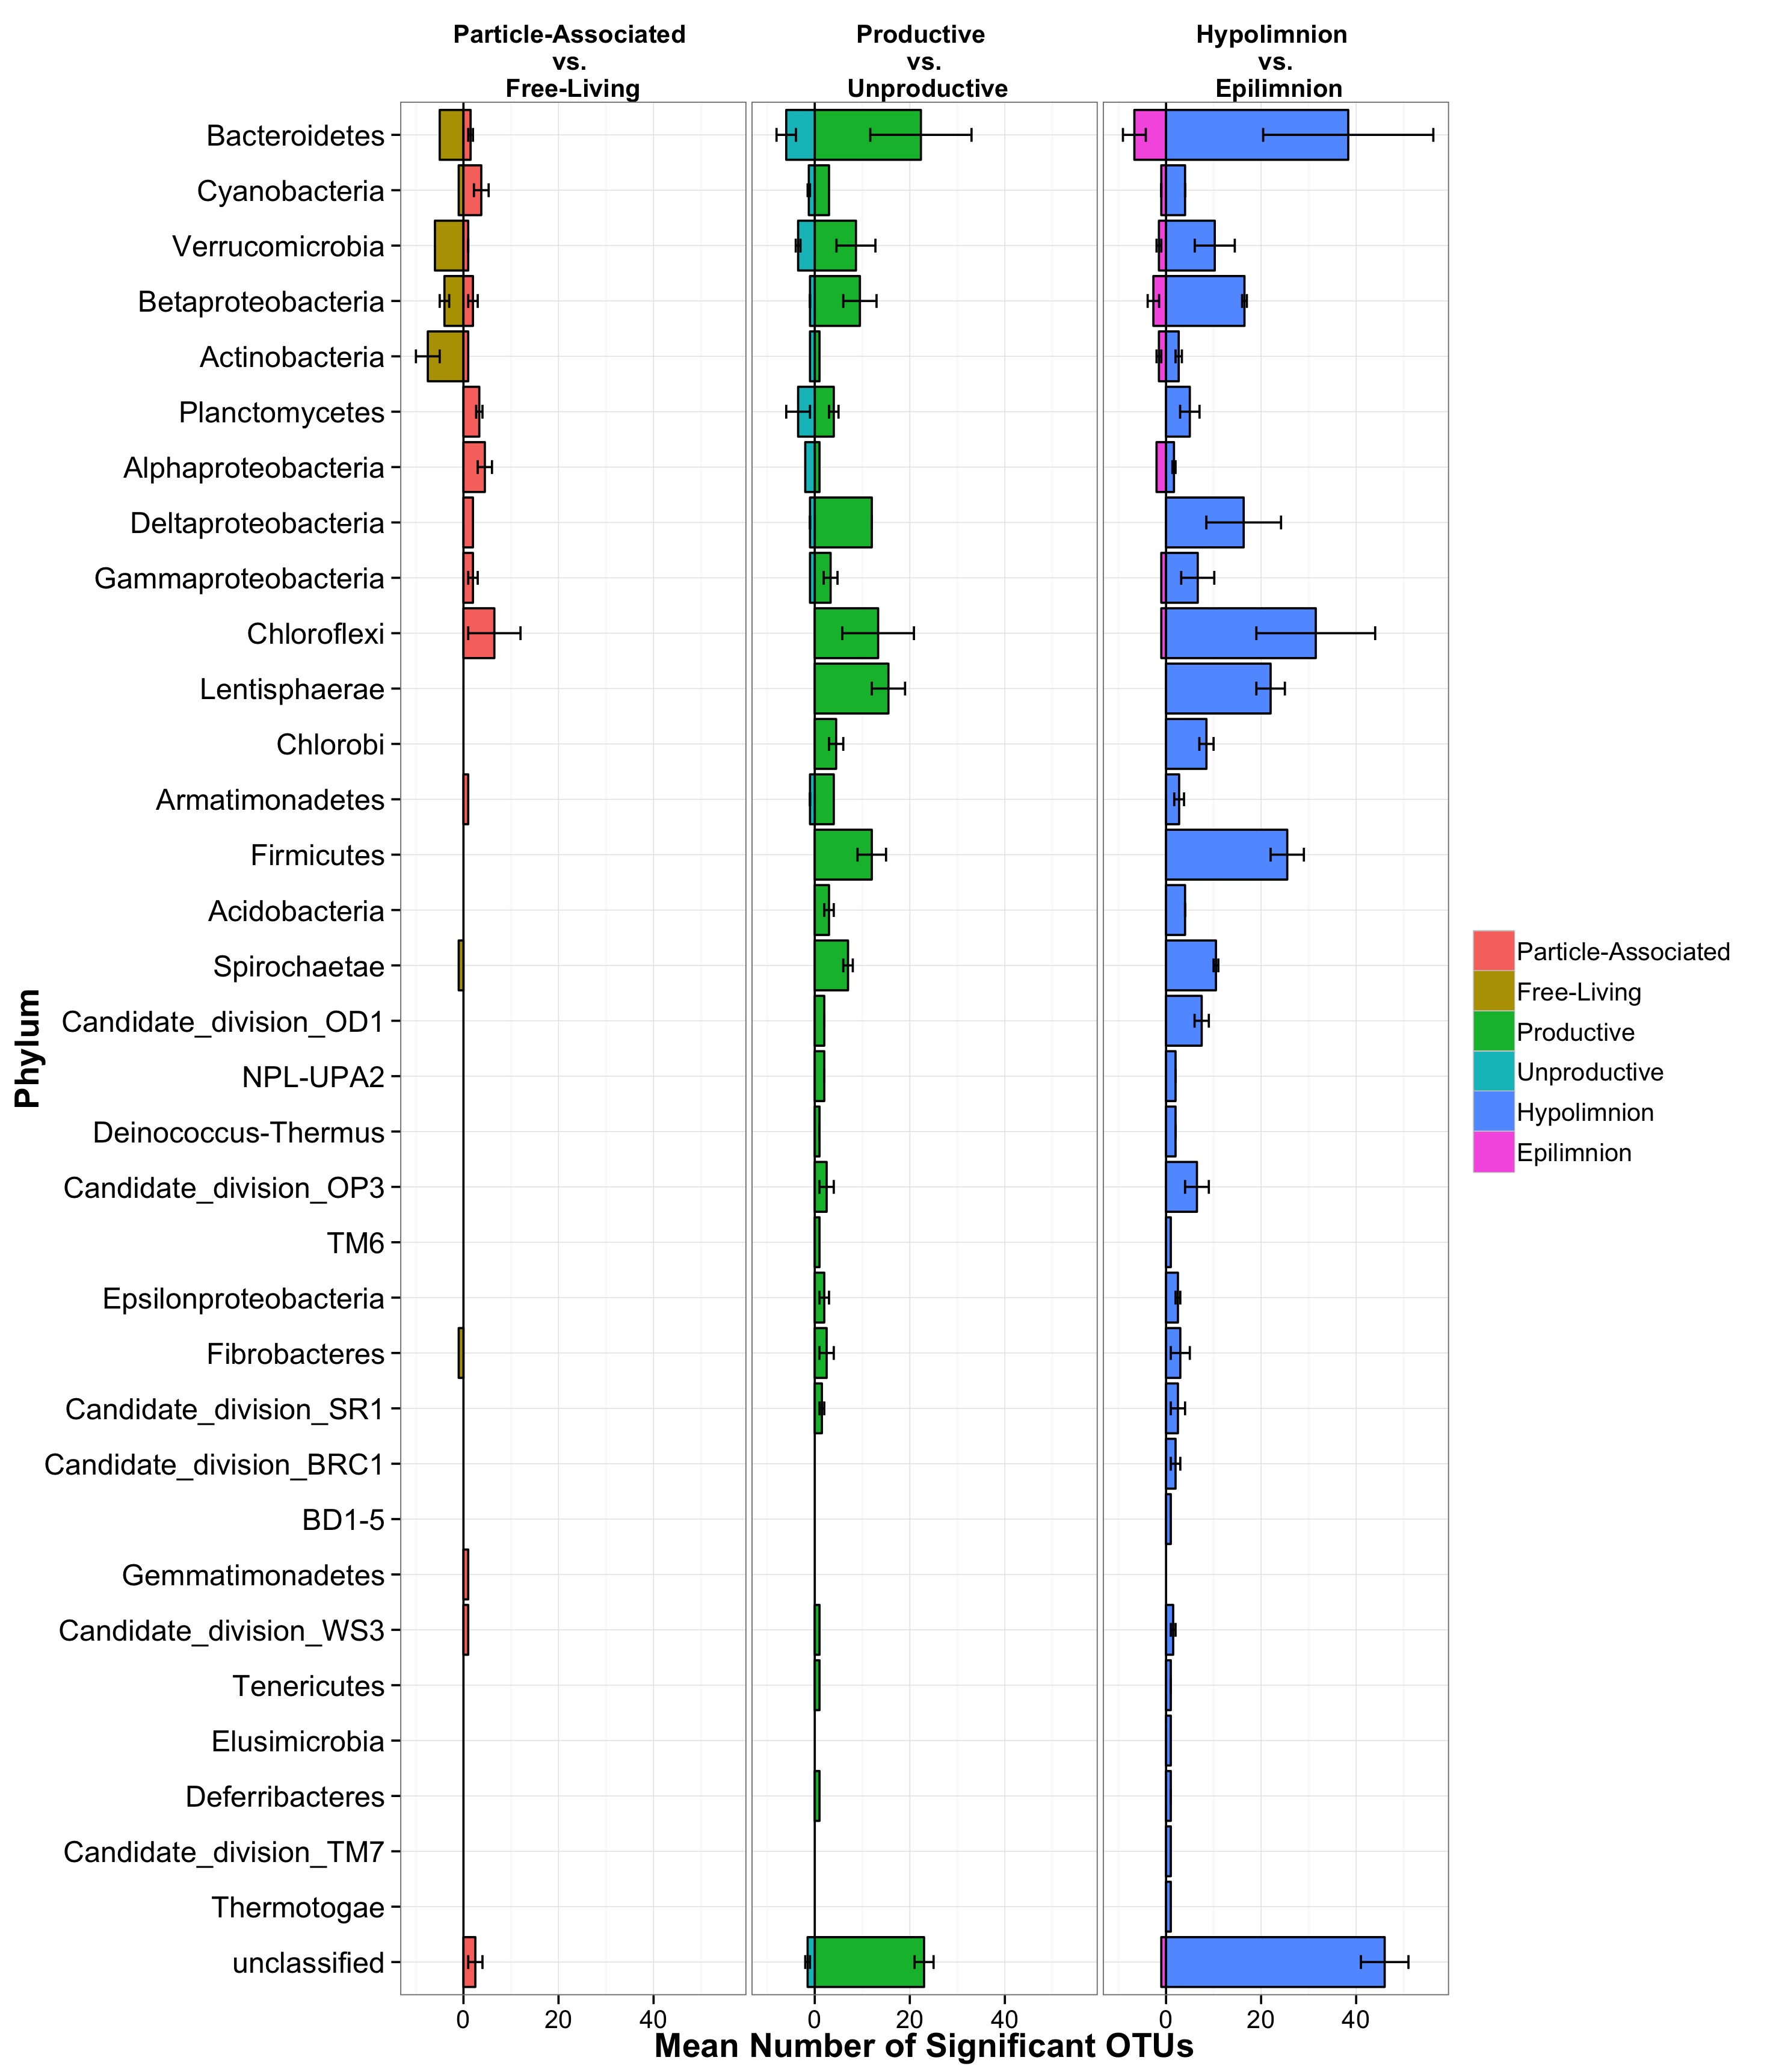 Particle-Associated
vs.
Free-Living
Productive
vs.
Unproductive
Hypolimnion
vs.
Epilimnion
Phylum
Bacteroidetes
Cyanobacteria
Verrucomicrobia
Betaproteobacteria
Actinobacteria
Planctomycetes
Alphaproteobacteria
Deltaproteobacteria
Gammaproteobacteria
Chloroflexi
Lentisphaerae
Chlorobi
Armatimonadetes
Firmicutes
Acidobacteria
Spirochaetae
Candidate_division_OD1
NPL-UPA2
Deinococcus-Thermus
Candidate_division_OP3
TM6
Epsilonproteobacteria
Fibrobacteres
Candidate_division_SR1
Candidate_division_BRC1
BD1-5
Gemmatimonadetes
Candidate_division_WS3
Tenericutes
Elusimicrobia
Deferribacteres
Candidate_division_TM7
Thermotogae
unclassified
0 20 40 0 20 40 0 20 40
Mean Number of Significant OTUs
Particle-Associated
Free-Living
Productive
Unproductive
Hypolimnion
Epilimnion